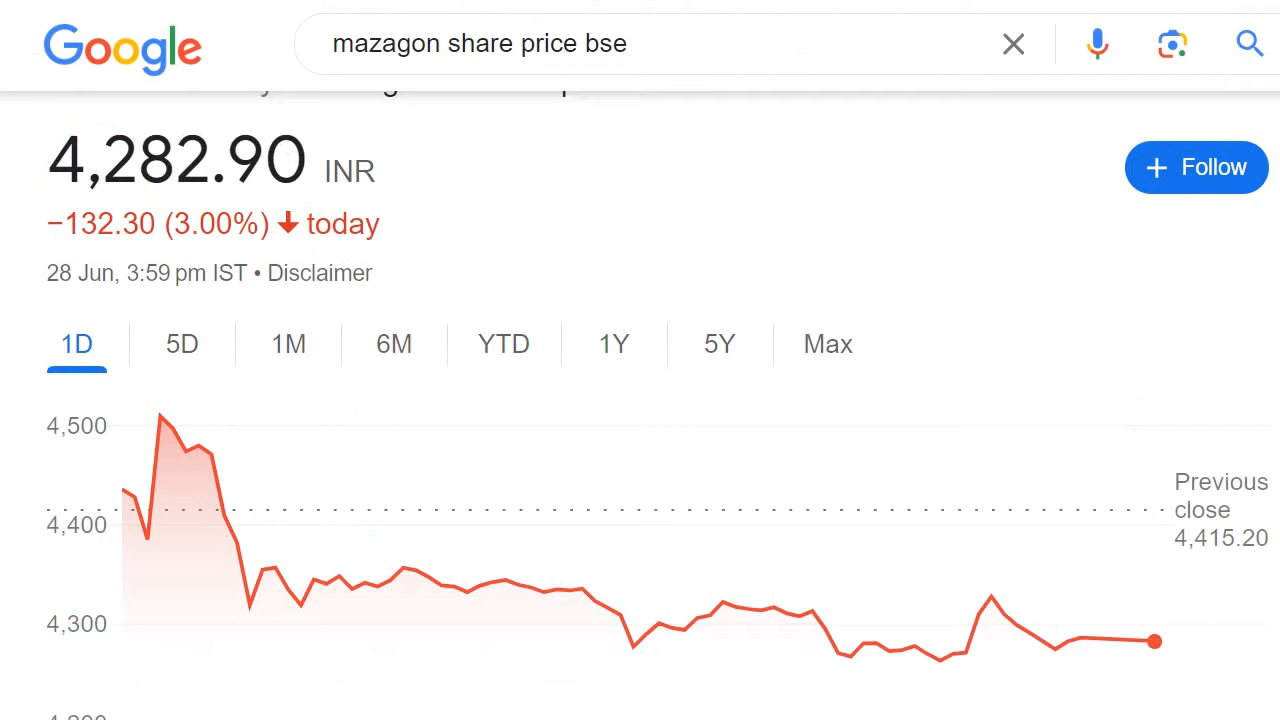 Google
mazagon share price bse
4,282.90 INR
+ Follow
−132.30 (3.00%) today
28 Jun, 3:59 pm IST • Disclaimer
1D 5D 1M 6M YTD 1Y 5Y Max
4,500
Previous
close
4,415.20
4,400
4,300